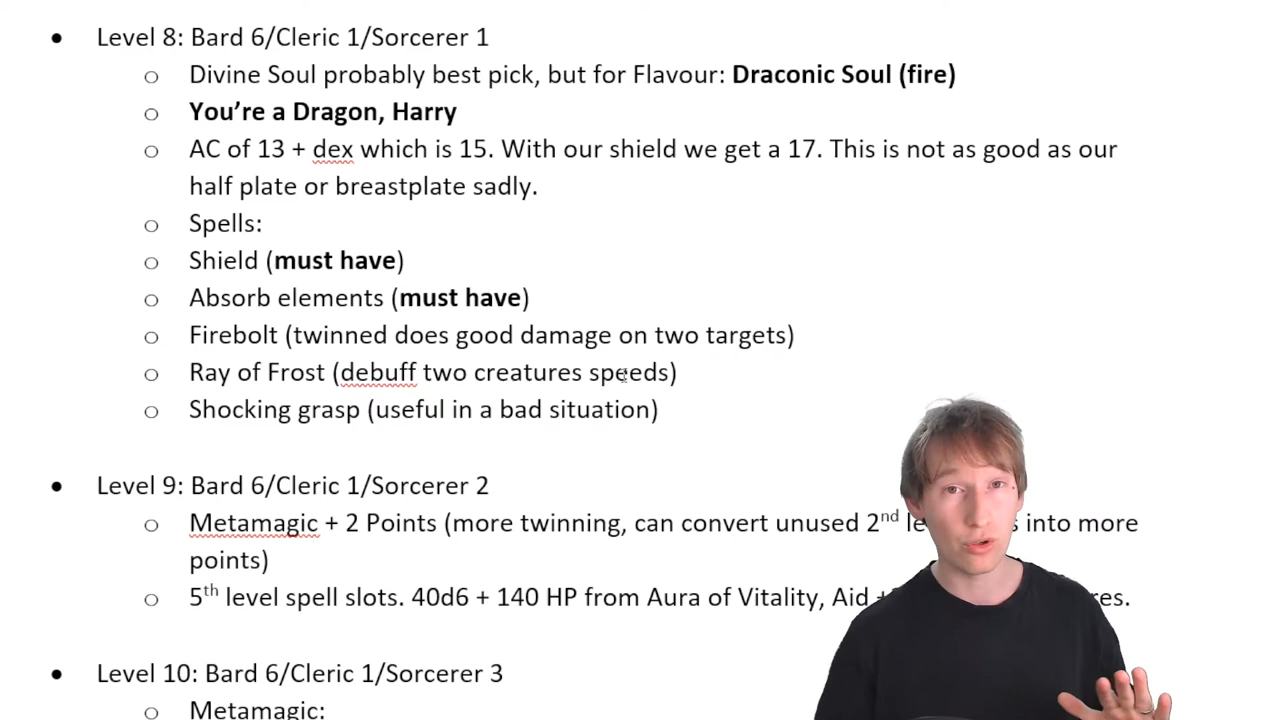 • Level 8: Bard 6/Cleric 1/Sorcerer 1
o Divine Soul probably best pick, but for Flavour: Draconic Soul (fire)
o You’re a Dragon, Harry
o AC of 13 + dex which is 15. With our shield we get a 17. This is not as good as our
half plate or breastplate sadly.
o Spells:
o Shield (must have)
o Absorb elements (must have)
o Firebolt (twinned does good damage on two targets)
o Ray of Frost (debuff two creatures speeds)
o Shocking grasp (useful in a bad situation)
• Level 9: Bard 6/Cleric 1/Sorcerer 2
o Metamagic + 2 Points (more twinning, can convert unused 2nd le into more
points)
o 5th level spell slots. 40d6 + 140 HP from Aura of Vitality, Aid
• Level 10: Bard 6/Cleric 1/Sorcerer 3
o Metamagic: